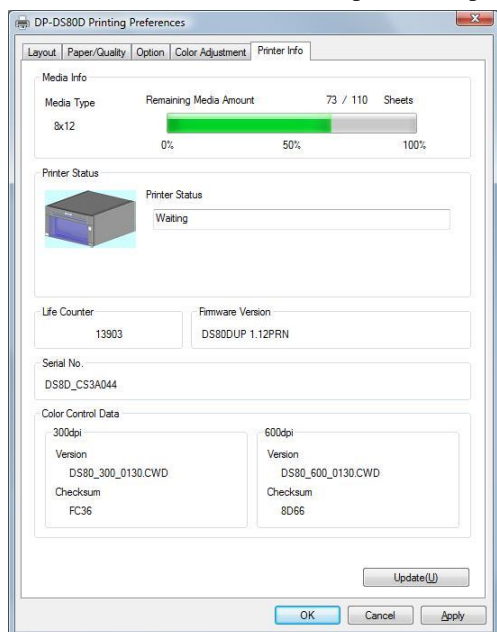 DP-DS80D Printing Preferences
Layout Paper/Quality Option Color Adjustment Printer Info
Media Info
Media Type Remaining Media Amount 73 / 110 Sheets
8x12
0% 50% 100%
Printer Status
Printer Status
Waiting
Life Counter Firmware Version
13903 DS80DUP 1.12PRN
Serial No.
DS8D_CS3A044
Color Control Data
300dpi 600dpi
Version Version
DS80_300_0130.CWD DS80_600_0130.CWD
Checksum Checksum
FC36 8D66
Update(U)
OK Cancel Apply